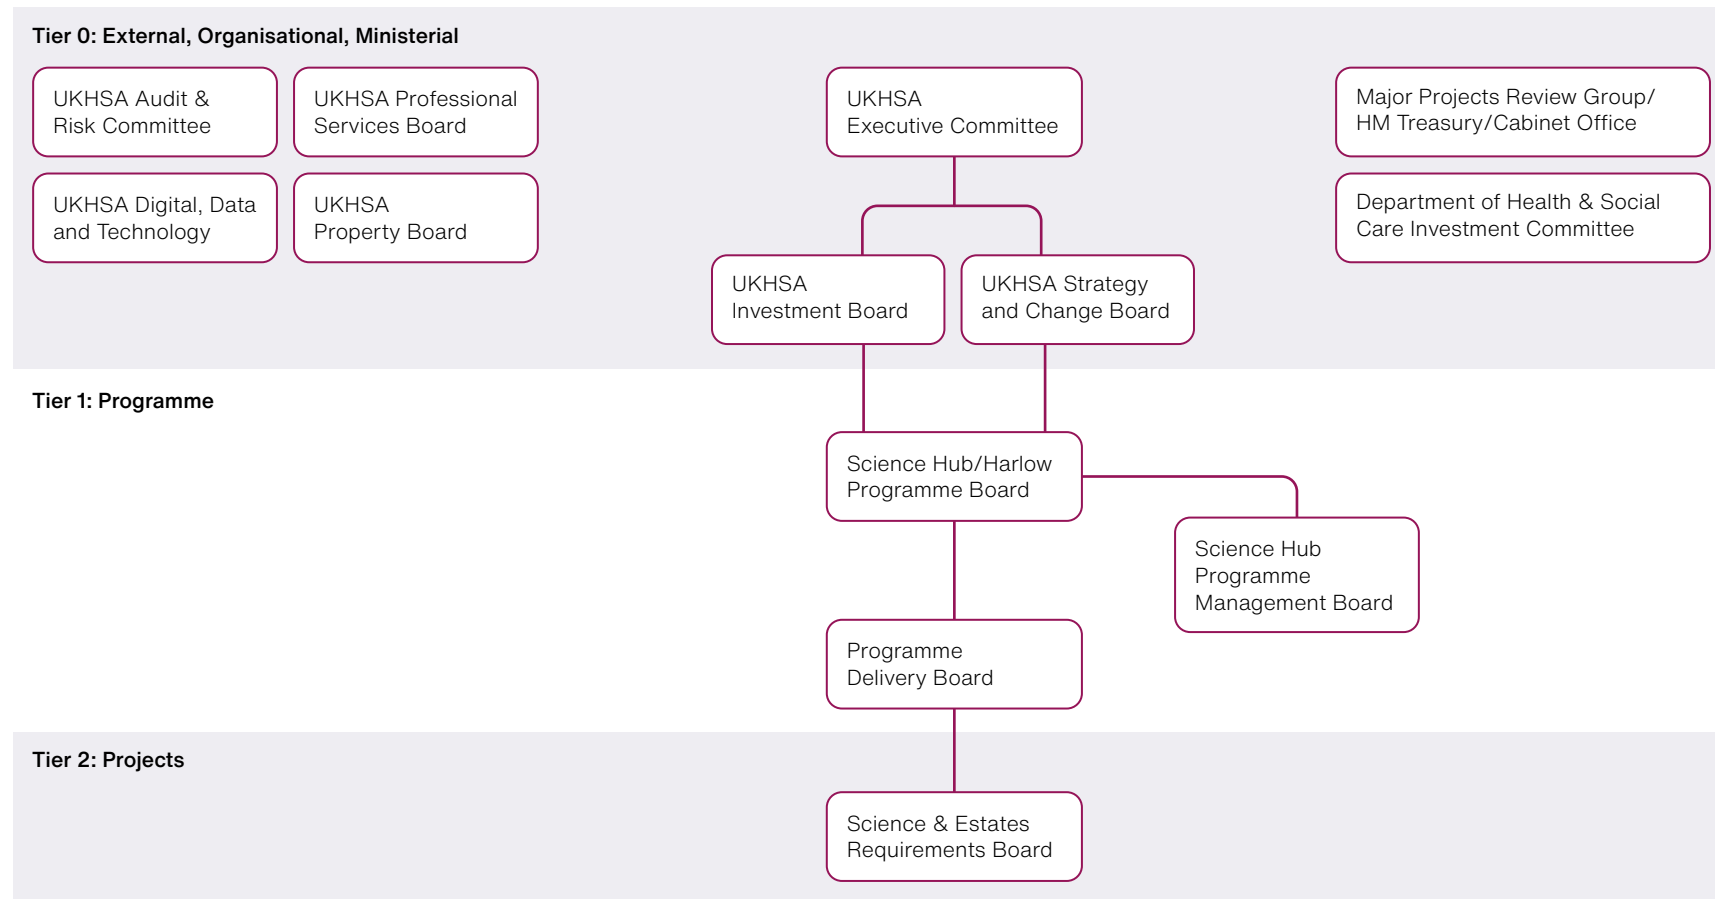 Tier 0: External, Organisational, Ministerial
UKHSA Audit &
Risk Committee
UKHSA Professional
Services Board
UKHSA
Executive Committee
Major Projects Review Group/
HM Treasury/Cabinet Office
UKHSA Digital, Data
and Technology
UKHSA
Property Board
Department of Health & Social
Care Investment Committee
UKHSA
Investment Board
UKHSA Strategy
and Change Board
Tier 1: Programme
Science Hub/Harlow
Programme Board
Science Hub
Programme
Management Board
Programme
Delivery Board
Tier 2: Projects
Science & Estates
Requirements Board